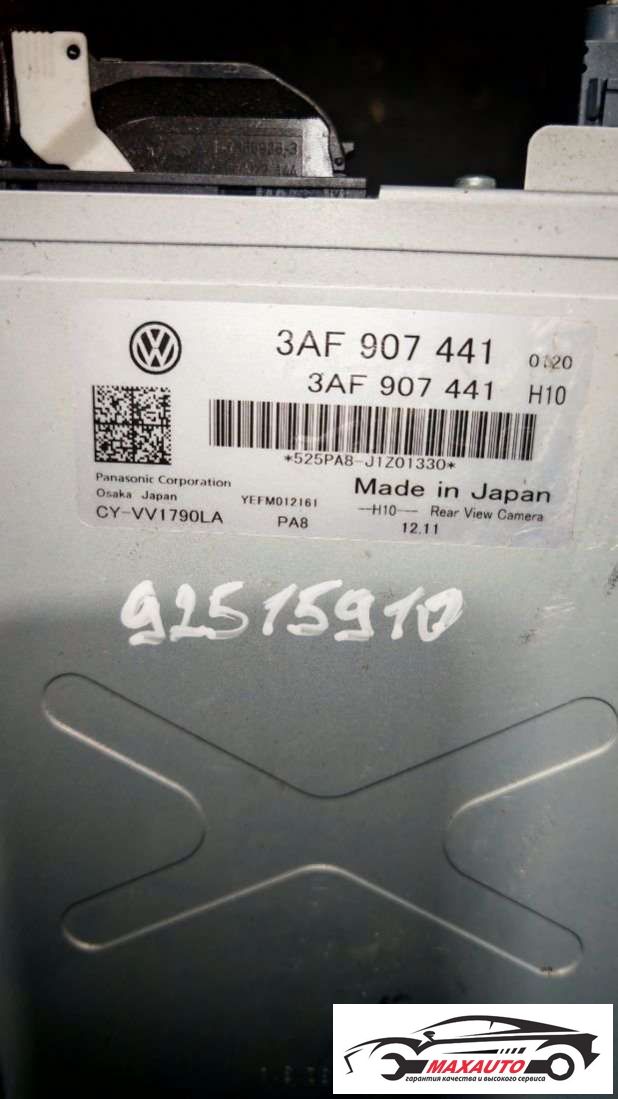 3AF 907 441
3AF 907 441 H10
*525PA8-J1Z01330*
Panasonic Corporation
Osaka Japan YEFM012161 Made in Japan
CY-VV1790LA PA8 --H10-- Rear View Camera
12.11
92515910
MAXAUTO
гарантия качества и высокого сервиса